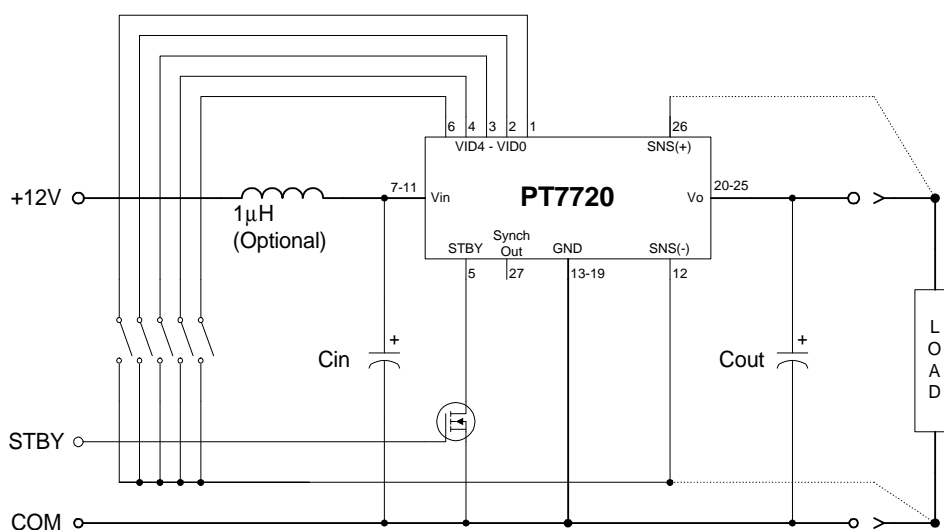 6 4 3 2 1
26
VID4 - VID0
SNS(+)
+12V
7-11
PT7720
20-25
Vin
Vo
1µH
(Optional)
STBY
Synch
Out
GND
SNS(-)
5
27
13-19
12
+
Cin
+
Cout
L
O
A
D
STBY
COM